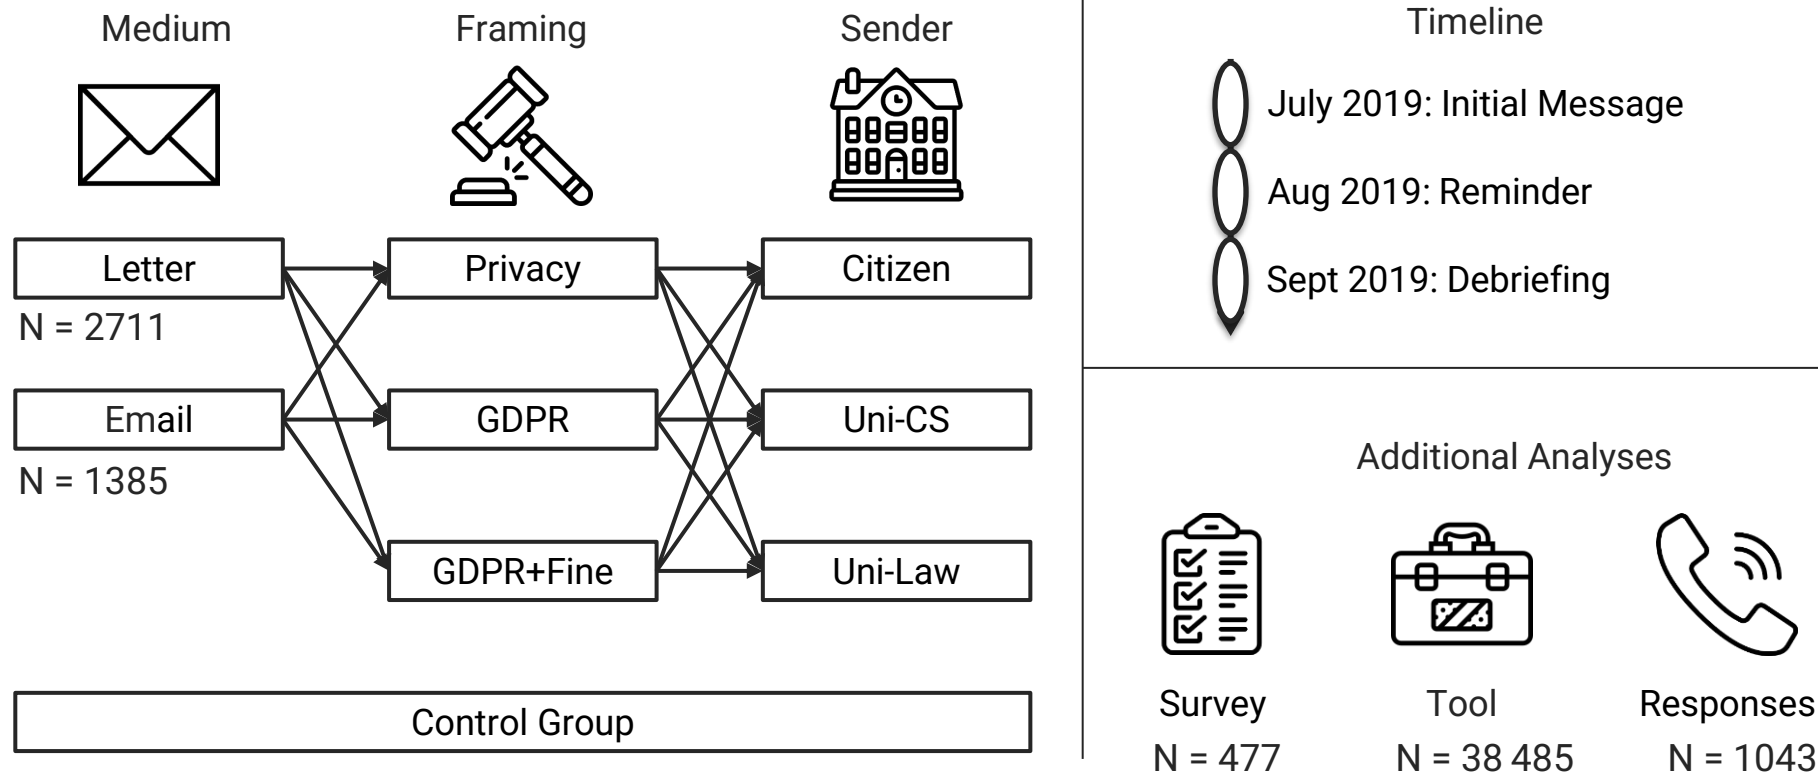 Medium
Framing
Sender
Letter
Privacy
Citizen
N = 2711
Email
GDPR
Uni-CS
N = 1385
GDPR+Fine
Uni-Law
Control Group
Timeline
July 2019: Initial Message
Aug 2019: Reminder
Sept 2019: Debriefing
Additional Analyses
Survey
Tool
Responses
N = 477
N = 38 485
N = 1043